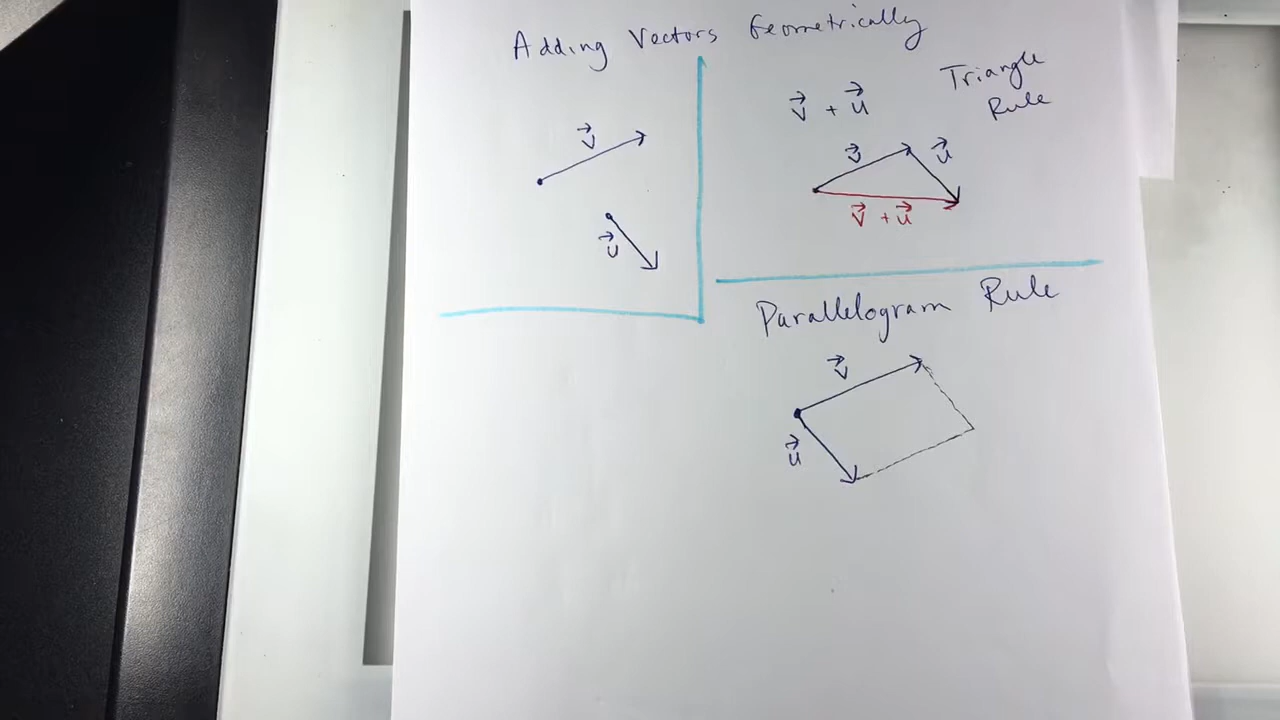 Adding Vectors Geometrically
v⃗
u⃗
v⃗ + u⃗
Triangle
Rule
v⃗
u⃗
v⃗ + u⃗
Parallelogram Rule
v⃗
u⃗